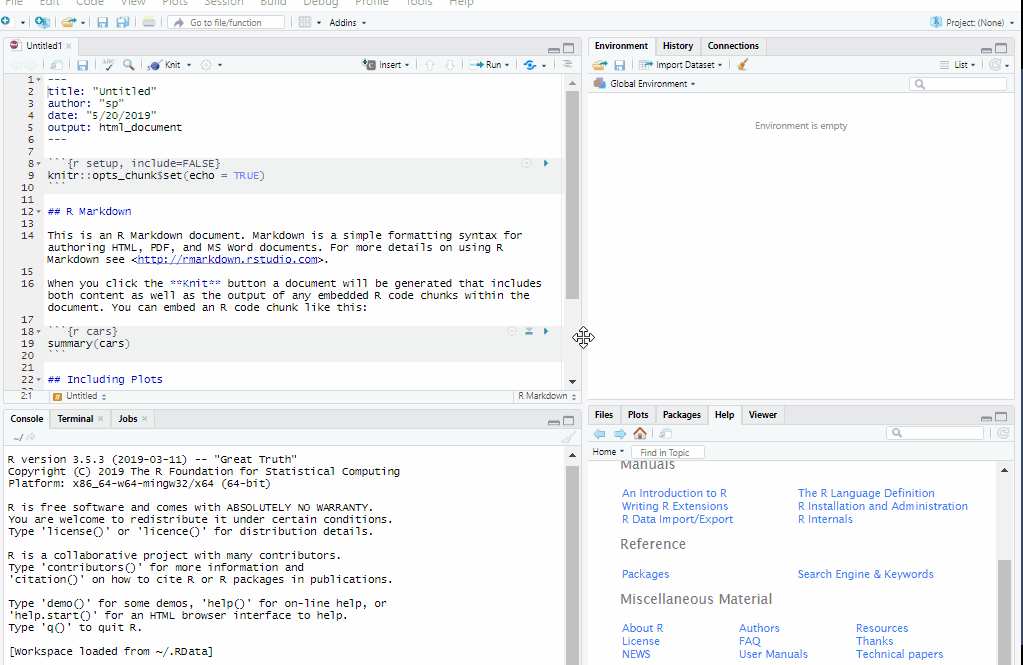 File Edit Code View Plots Session Build Debug Profile Tools Help
Go to file/function
Addins
Project: (None)
Untitled1
Knit
Insert
Run
1 ---
2 title: "Untitled"
3 author: "sp"
4 date: "5/20/2019"
5 output: html_document
6 ---
7
8 ```{r setup, include=FALSE}
9 knitr::opts_chunk$set(echo = TRUE)
10 ```
11
12 ## R Markdown
13
14 This is an R Markdown document. Markdown is a simple formatting syntax for
authoring HTML, PDF, and MS Word documents. For more details on using R
Markdown see <http://rmarkdown.rstudio.com>.
15
16 When you click the **Knit** button a document will be generated that includes
both content as well as the output of any embedded R code chunks within the
document. You can embed an R code chunk like this:
17
18 ```{r cars}
19 summary(cars)
20 ```
21
22 ## Including Plots
2:1 Untitled R Markdown
Console Terminal Jobs
~/
R version 3.5.3 (2019-03-11) -- "Great Truth"
Copyright (C) 2019 The R Foundation for Statistical Computing
Platform: x86_64-w64-mingw32/x64 (64-bit)
R is free software and comes with ABSOLUTELY NO WARRANTY.
You are welcome to redistribute it under certain conditions.
Type 'license()' or 'licence()' for distribution details.
R is a collaborative project with many contributors.
Type 'contributors()' for more information and
'citation()' on how to cite R or R packages in publications.
Type 'demo()' for some demos, 'help()' for on-line help, or
'help.start()' for an HTML browser interface to help.
Type 'q()' to quit R.
[Workspace loaded from ~/.RData]
Environment History Connections
Import Dataset
List
Global Environment
Environment is empty
Files Plots Packages Help Viewer
Home Find in Topic
Manuals
An Introduction to R The R Language Definition
Writing R Extensions R Installation and Administration
R Data Import/Export R Internals
Reference
Packages Search Engine & Keywords
Miscellaneous Material
About R Authors Resources
License FAQ Thanks
NEWS User Manuals Technical papers